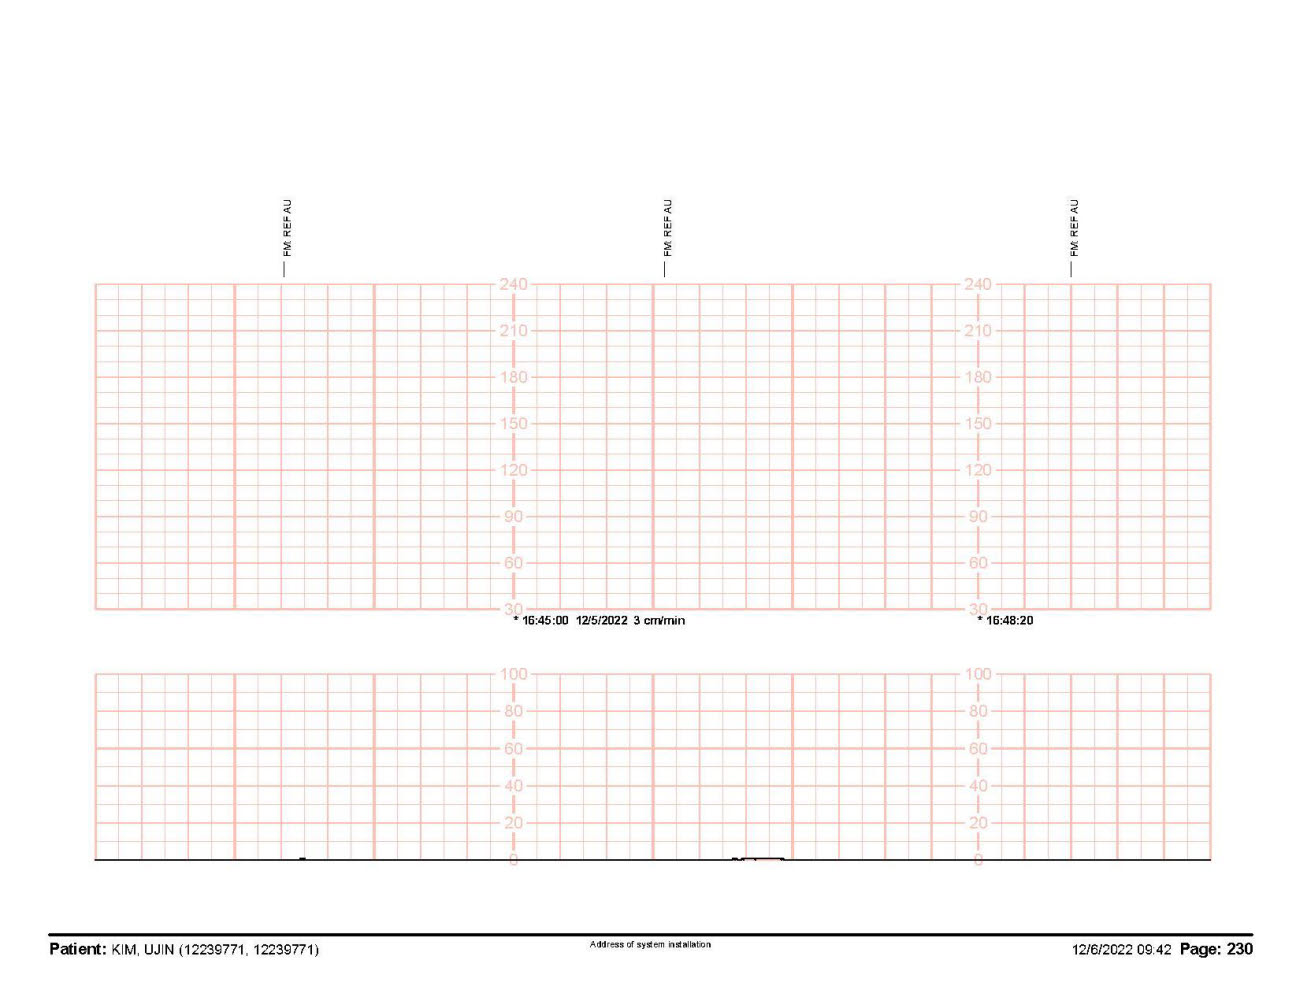 FM: REF AU
FM: REF AU
FM: REF AU
240 240
210 210
180 180
150 150
120 120
90 90
60 60
30 30
* 16:45:00 12/5/2022 3 cm/min * 16:48:20
100 100
80 80
60 60
40 40
20 20
0 0
Patient: KIM, UJIN (12239771, 12239771) Address of system installation 12/6/2022 09:42 Page: 230